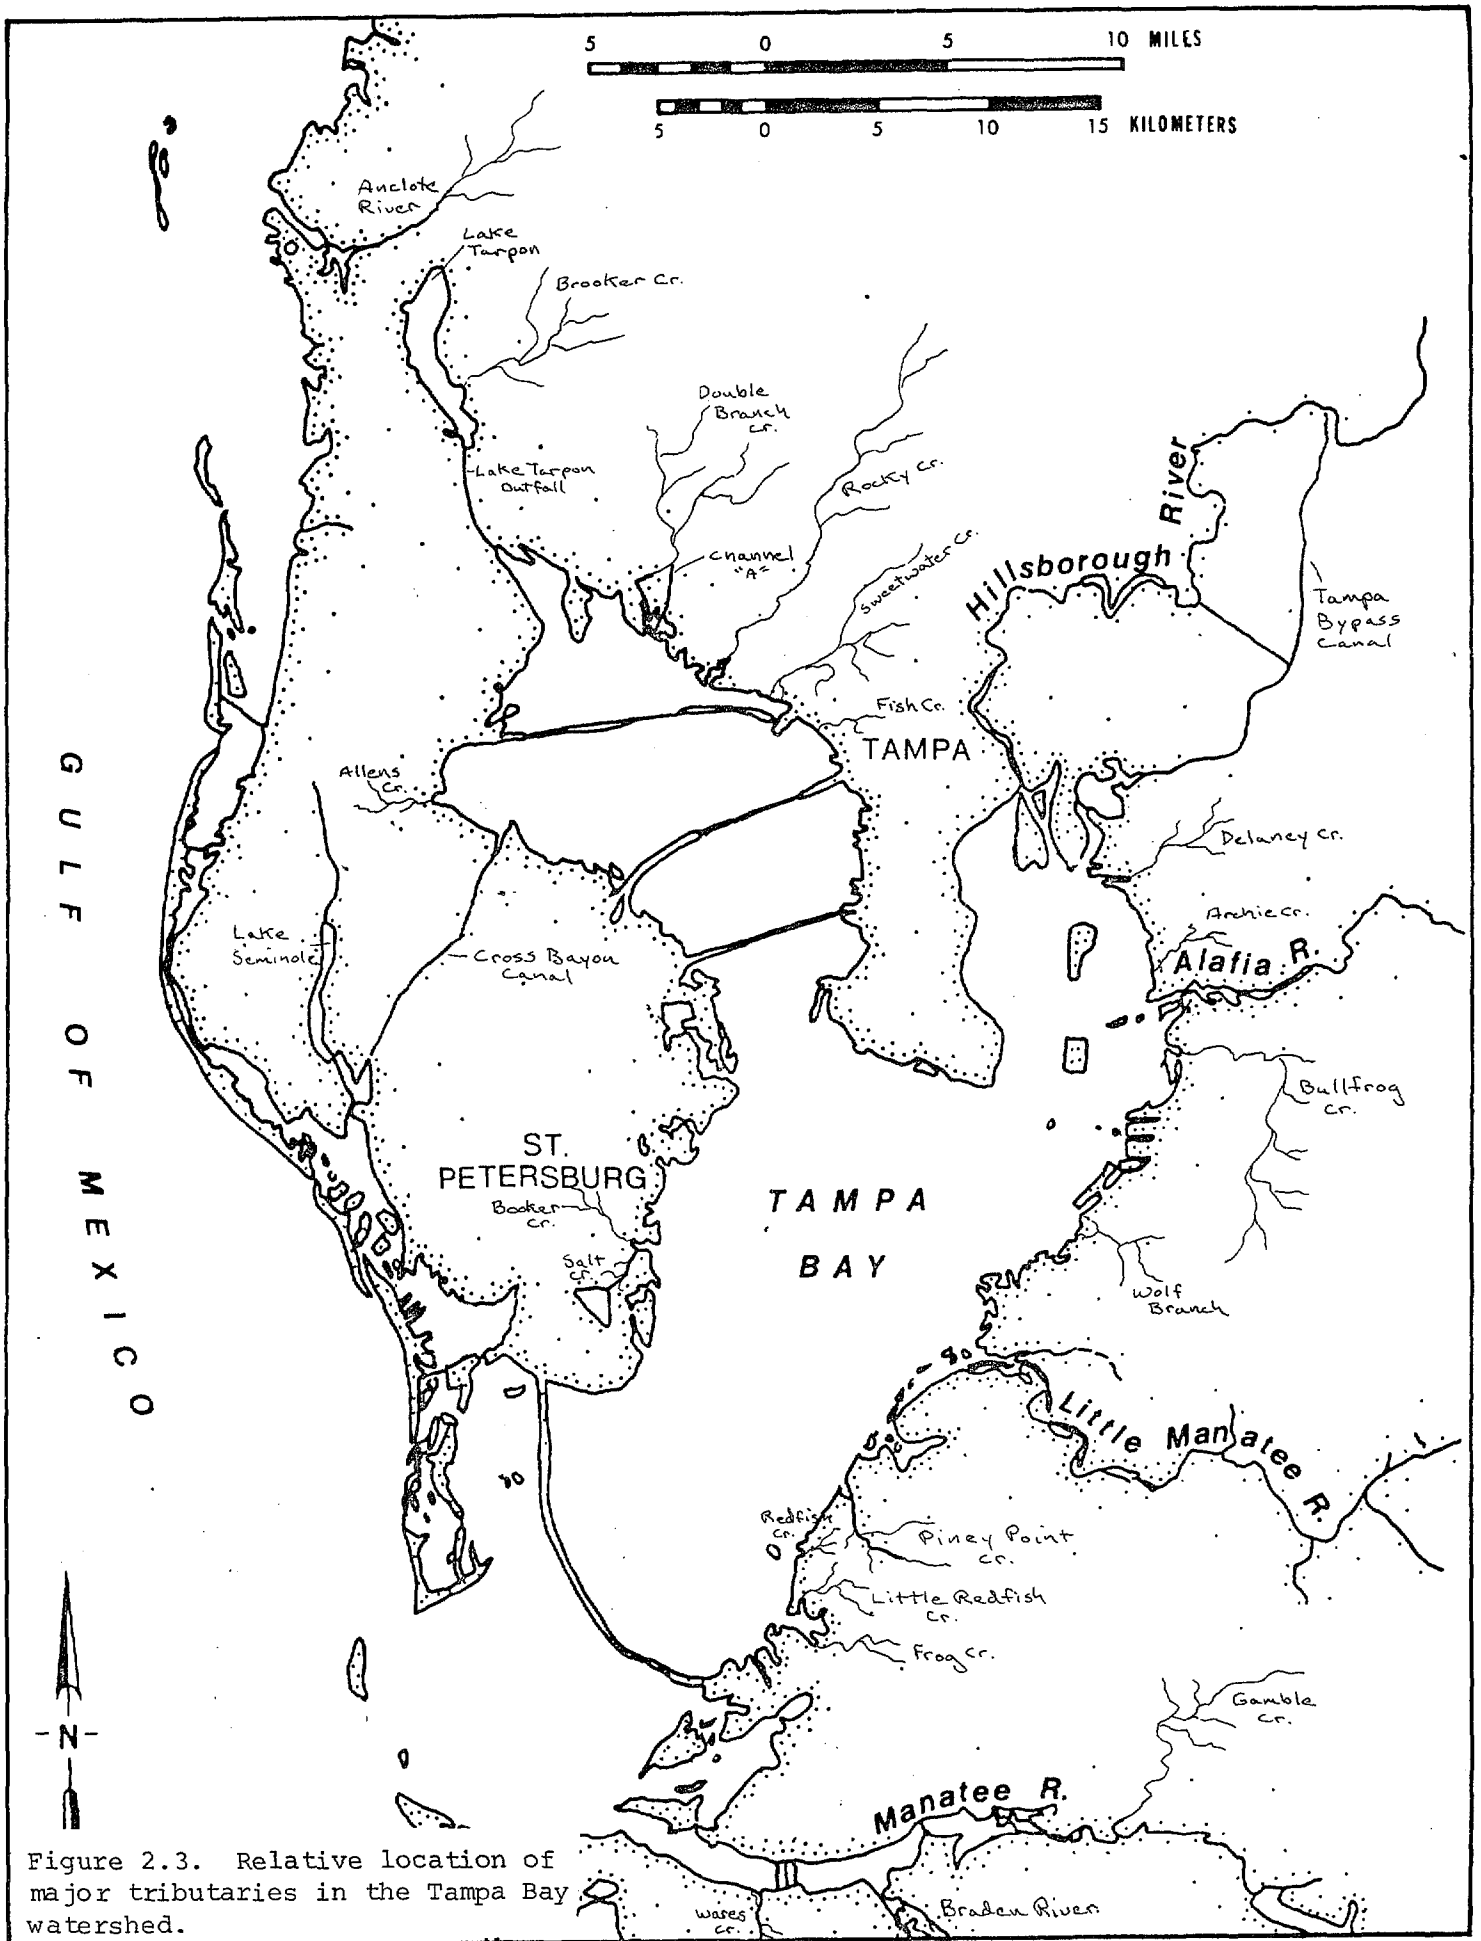 5 0 5 10 MILES
5 0 5 10 15 KILOMETERS
Anclote
River
Lake
Tarpon
Brooker Cr.
Double
Branch
Cr.
Lake Tarpon
Outfall
Rocky Cr.
Channel
"A"
Sweetwater Cr.
Hillsborough River
Tampa
Bypass
Canal
Fish Cr.
TAMPA
Allens
Cr.
Delaney Cr.
Archie Cr.
Alafia R.
Lake
Seminole
Cross Bayou
Canal
GULF OF MEXICO
Bullfrog
Cr.
ST.
PETERSBURG
Booker
Cr.
Salt
Cr.
TAMPA
BAY
Wolf
Branch
Little Manatee R.
Redfish
Cr.
Piney Point
Cr.
Little Redfish
Cr.
Frog Cr.
Gamble
Cr.
-N-
Manatee R.
Wares
Cr.
Braden River
Figure 2.3. Relative location of
major tributaries in the Tampa Bay
watershed.